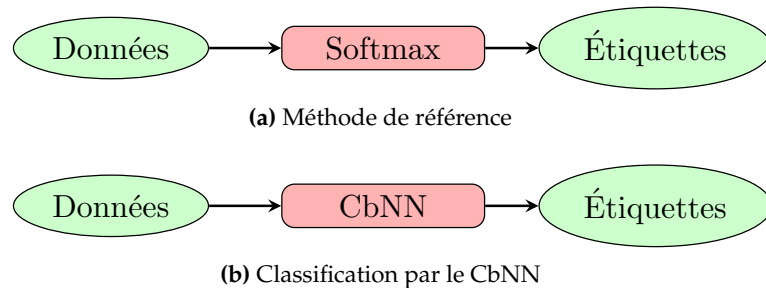 Données Softmax Étiquettes
(a) Méthode de référence
Données CbNN Étiquettes
(b) Classification par le CbNN